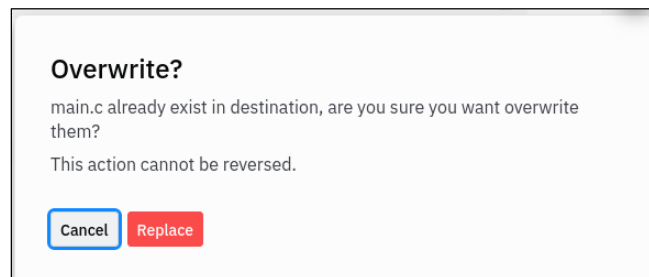 Overwrite?
main.c already exist in destination, are you sure you want overwrite
them?
This action cannot be reversed.
Cancel Replace